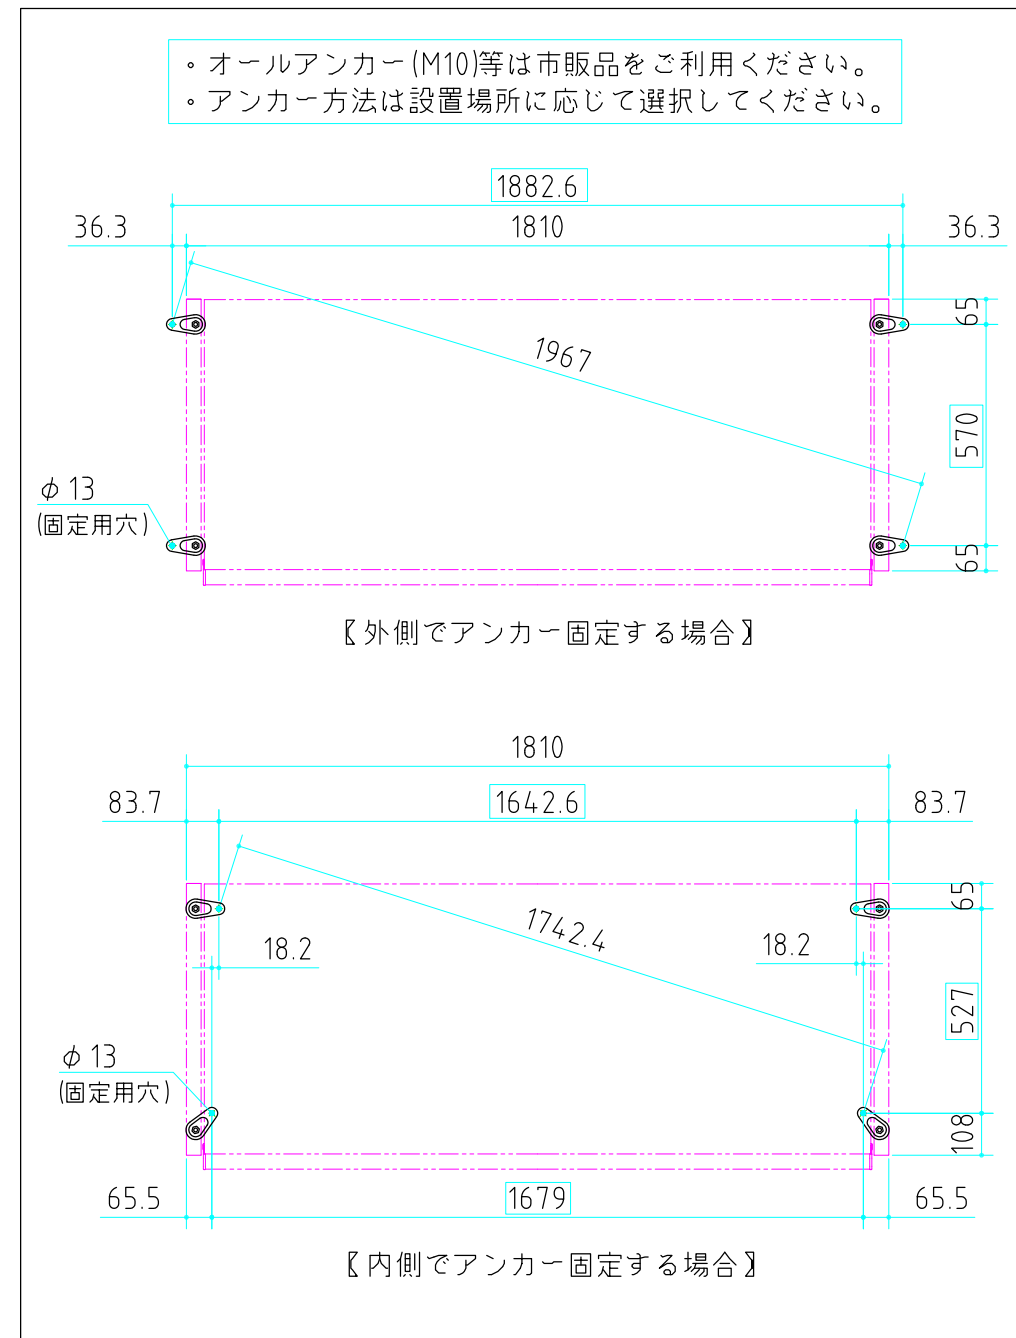 。オールアンカー(M10)等は市販品をご利用ください。
。アンカー方法は設置場所に応じて選択してください。
1882.6
36.3
1810
36.3
65
1967
570
φ13
(固定用穴)
65
〖外側でアンカー固定する場合〗
1810
83.7
1642.6
83.7
65
1742.4
18.2
18.2
527
φ13
(固定用穴)
108
65.5
1679
65.5
〖内側でアンカー固定する場合〗